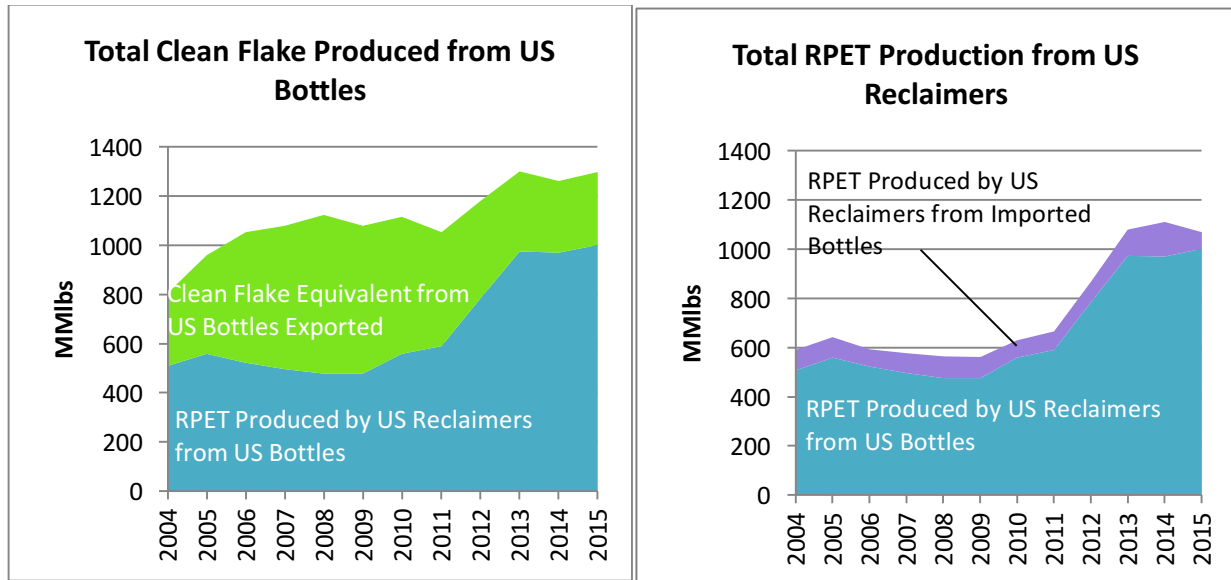 Total Clean Flake Produced from US
Bottles
MMlbs
1400
1200
1000
800
600
400
200
0
Clean Flake Equivalent from
US Bottles Exported
RPET Produced by US Reclaimers
from US Bottles
2004
2005
2006
2007
2008
2009
2010
2011
2012
2013
2014
2015
Total RPET Production from US
Reclaimers
MMlbs
1400
1200
1000
800
600
400
200
0
RPET Produced by US
Reclaimers from Imported
Bottles
RPET Produced by US Reclaimers
from US Bottles
2004
2005
2006
2007
2008
2009
2010
2011
2012
2013
2014
2015